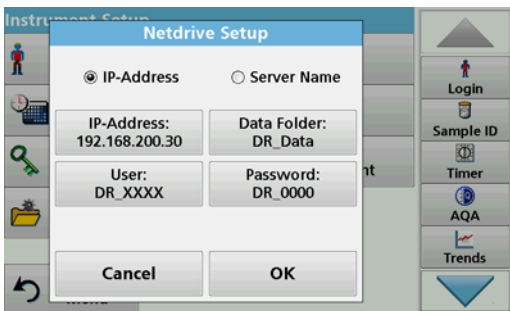 Instrument Setup
Netdrive Setup
IP-Address
Server Name
IP-Address:
192.168.200.30
Data Folder:
DR_Data
User:
DR_XXXX
Password:
DR_0000
Cancel
OK
Login
Sample ID
Timer
AQA
Trends